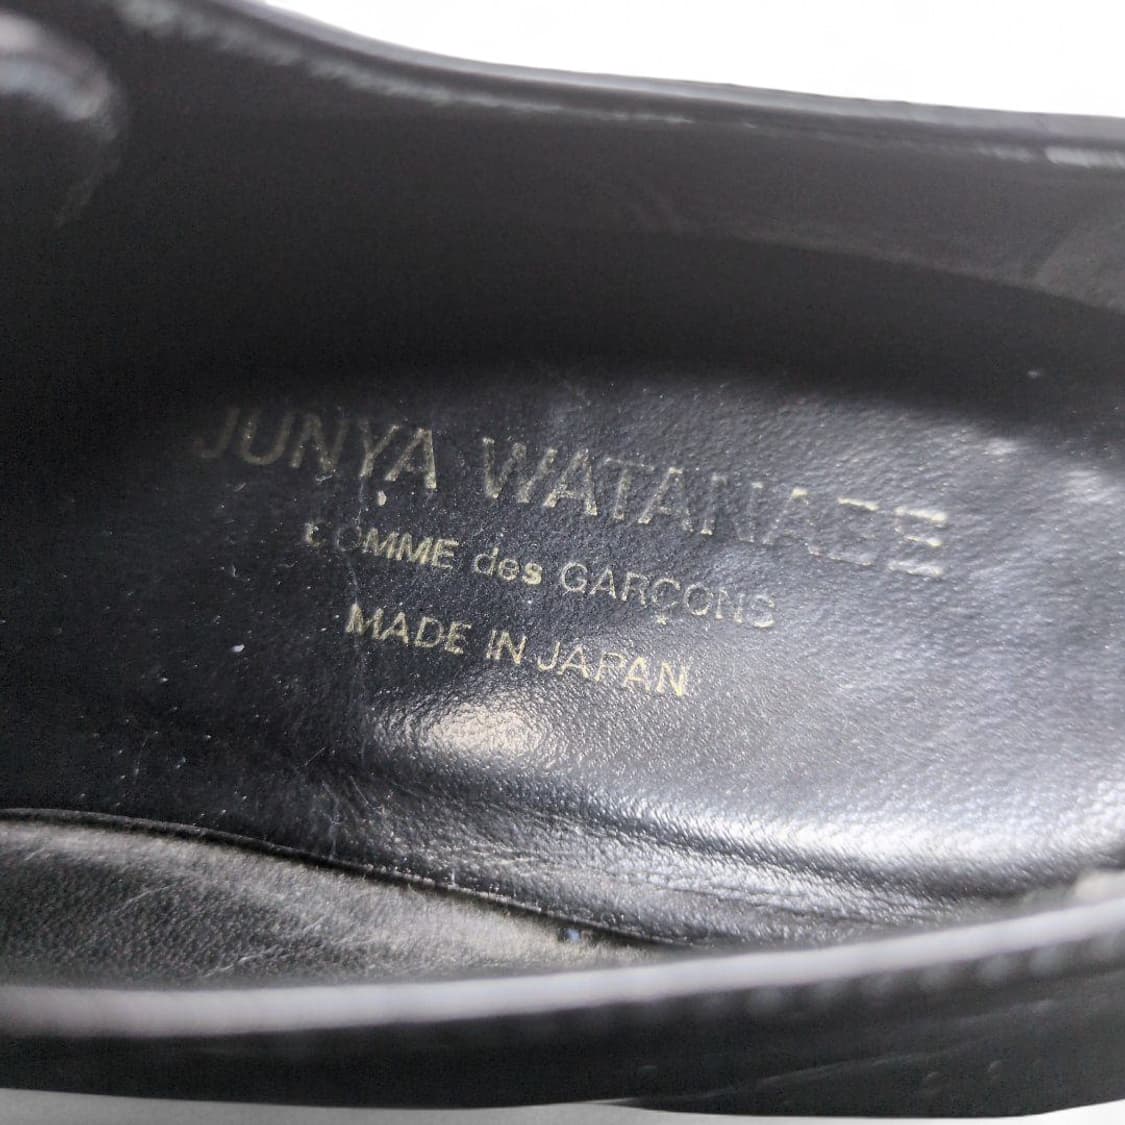 JUNYA WATANABE
COMME des GARÇONS
MADE IN JAPAN